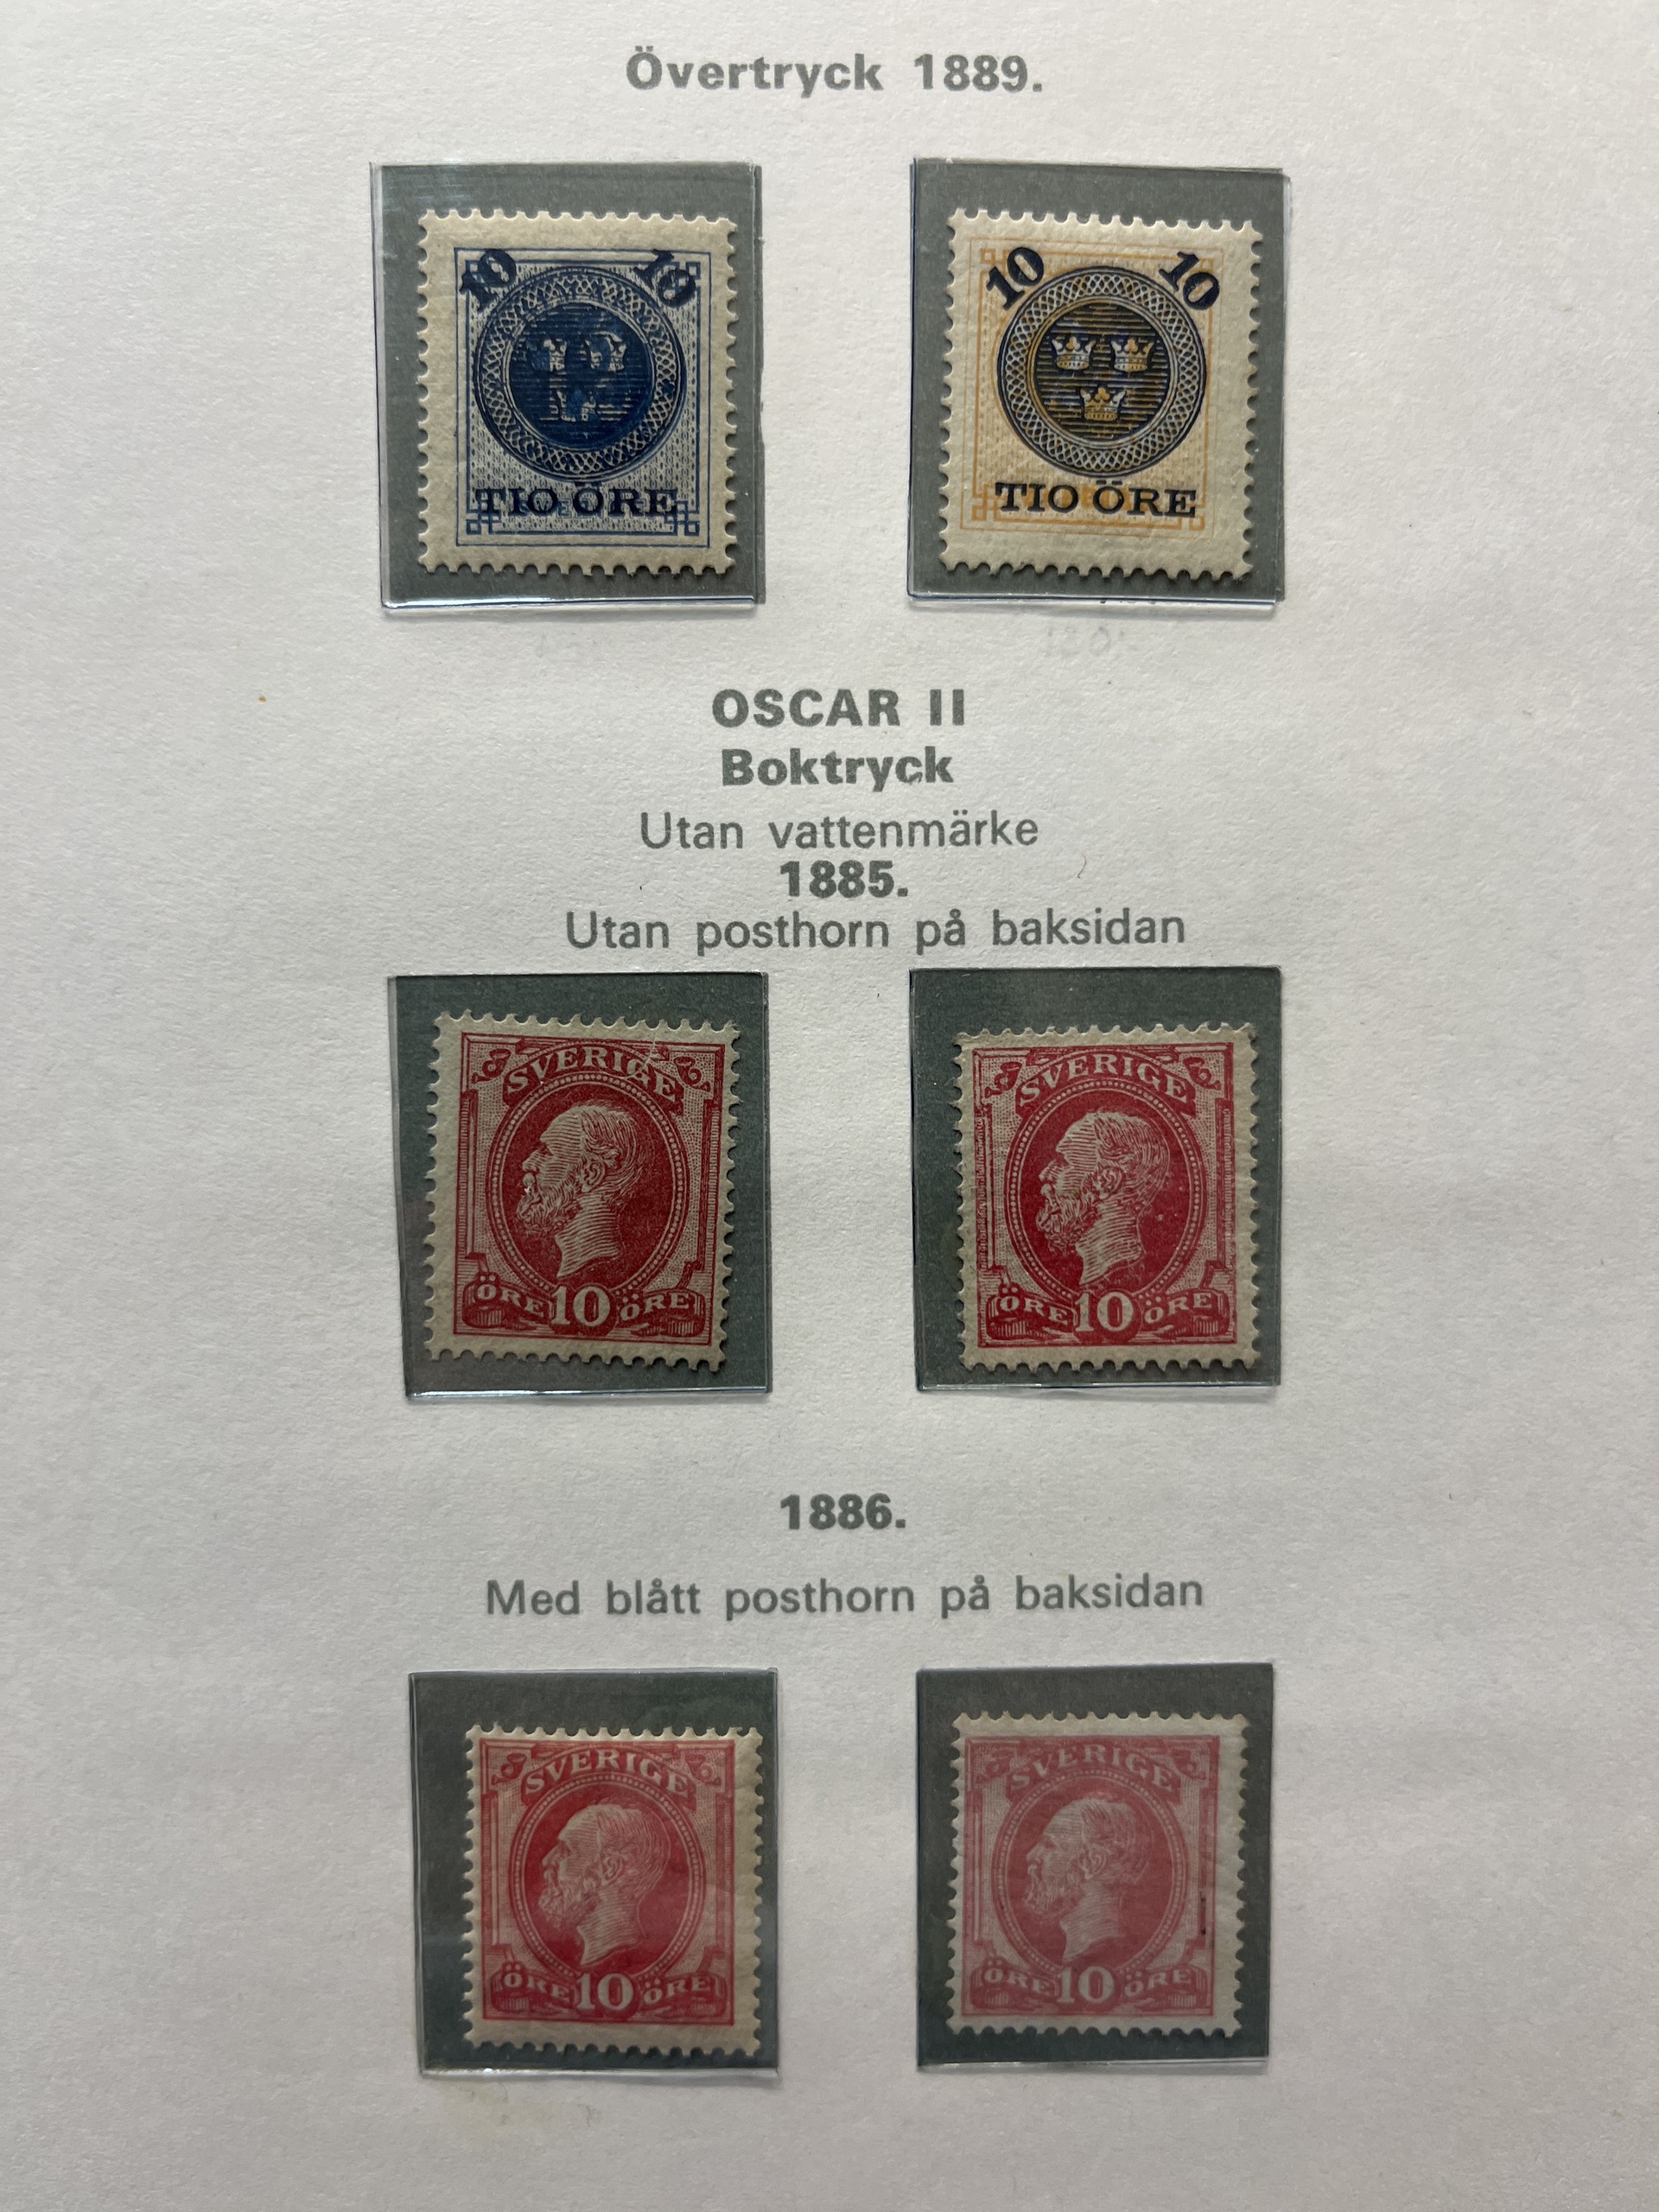 Övertryck 1889.
10 10
TIO ÖRE
10 10
TIO ÖRE
OSCAR II
Boktryck
Utan vattenmärke
1885.
Utan posthorn på baksidan
SVERIGE
ÖRE 10 ÖRE
SVERIGE
ÖRE 10 ÖRE
1886.
Med blått posthorn på baksidan
SVERIGE
ÖRE 10 ÖRE
SVERIGE
ÖRE 10 ÖRE